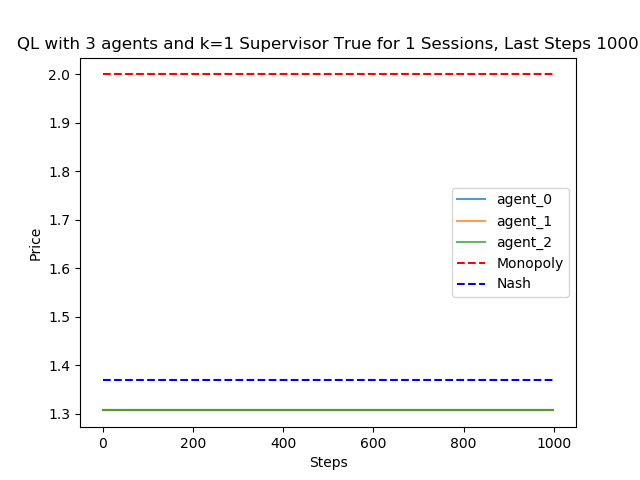 QL with 3 agents and k=1 Supervisor True for 1 Sessions, Last Steps 1000
2.0
1.9
1.8
1.7
1.6
1.5
1.4
1.3
Price
agent_0
agent_1
agent_2
Monopoly
Nash
0 200 400 600 800 1000
Steps